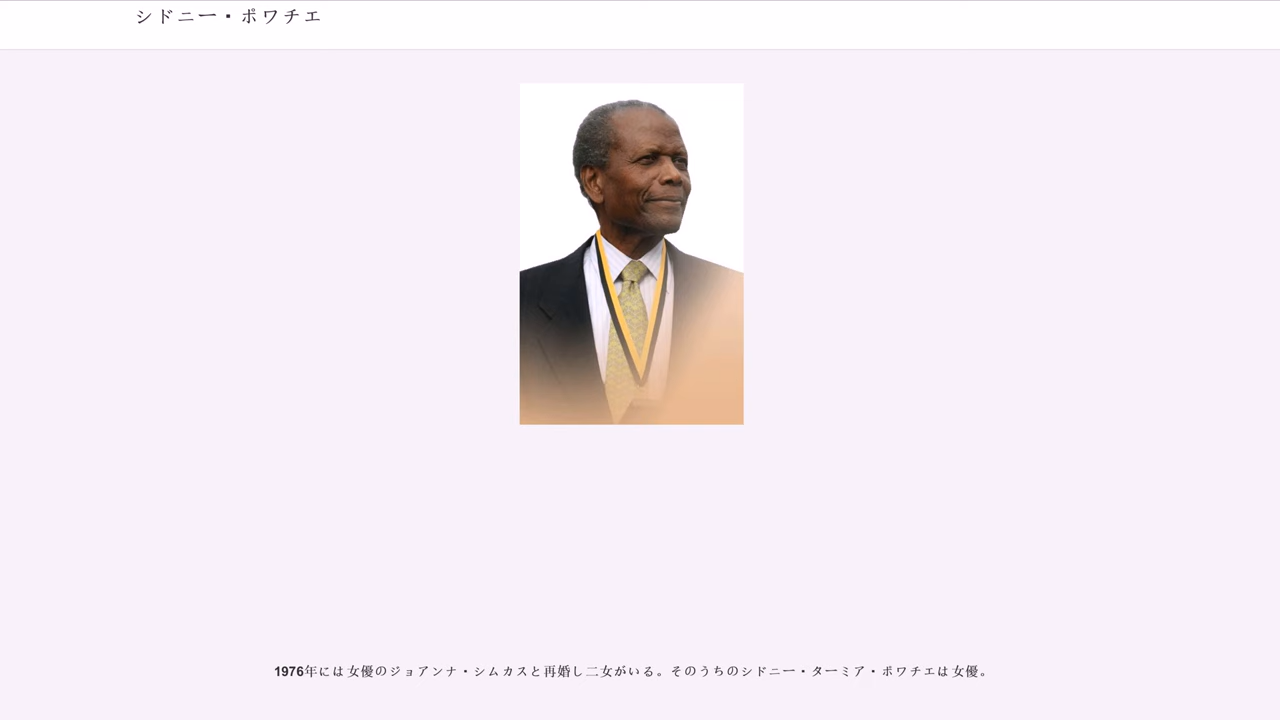 シドニー・ポワチエ
1976年には女優のジョアンナ・シムカスと再婚し二女がいる。そのうちのシドニー・ターミア・ポワチエは女優。